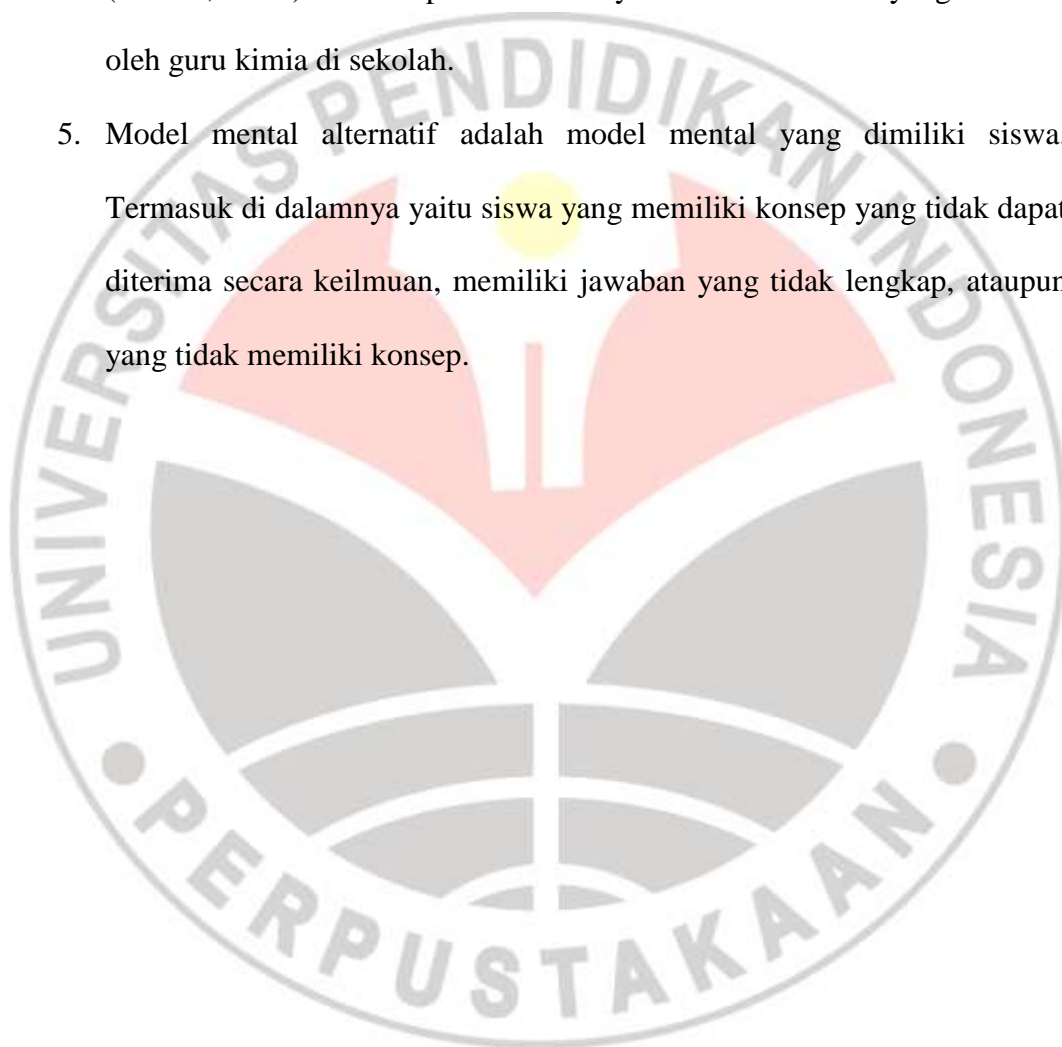 oleh guru kimia di sekolah.
5. Model mental alternatif adalah model mental yang dimiliki siswa.
Termasuk di dalamnya yaitu siswa yang memiliki konsep yang tidak dapat
diterima secara keilmuan, memiliki jawaban yang tidak lengkap, ataupun
yang tidak memiliki konsep.
UNIVERSITAS PENDIDIKAN INDONESIA
PERPUSTAKAAN